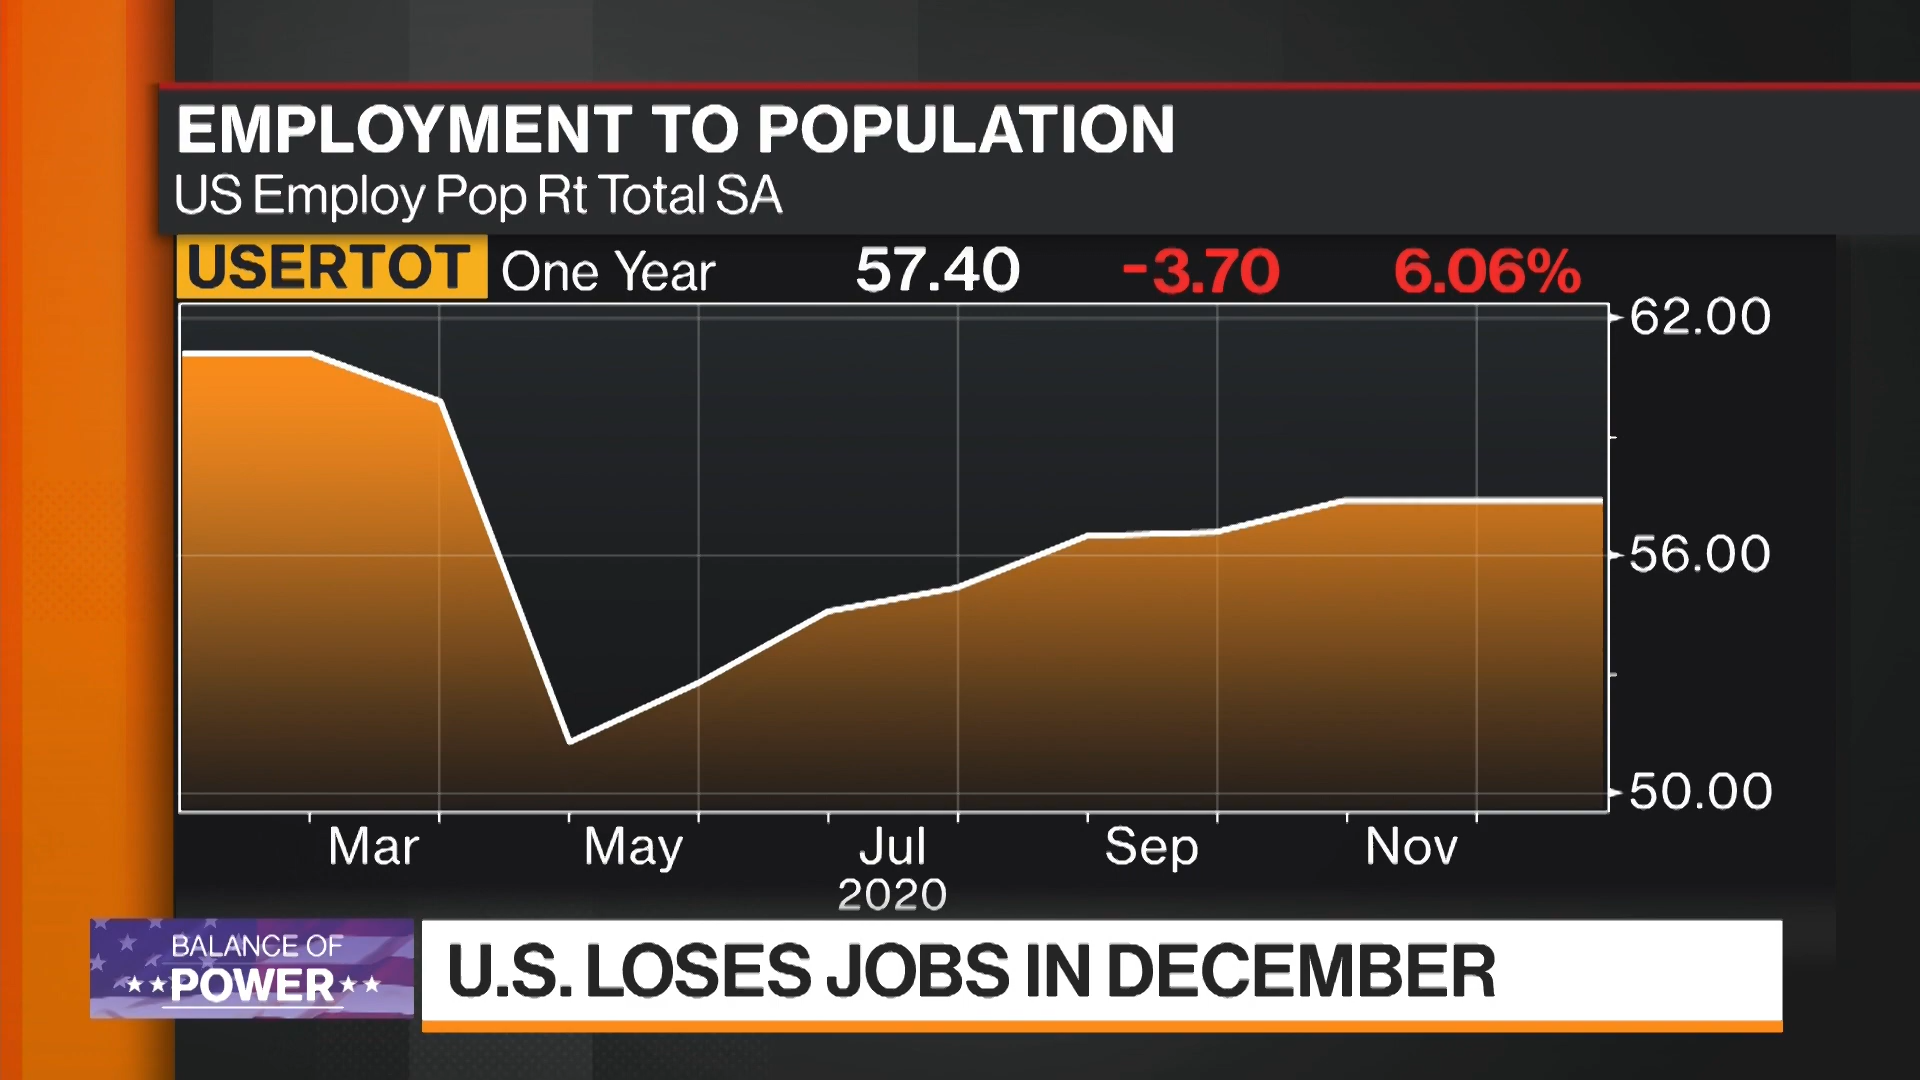 EMPLOYMENT TO POPULATION
US Employ Pop Rt Total SA
USERTOT One Year 57.40 -3.70 6.06%
62.00
56.00
50.00
Mar May Jul Sep Nov
2020
BALANCE OF
POWER
U.S. LOSES JOBS IN DECEMBER